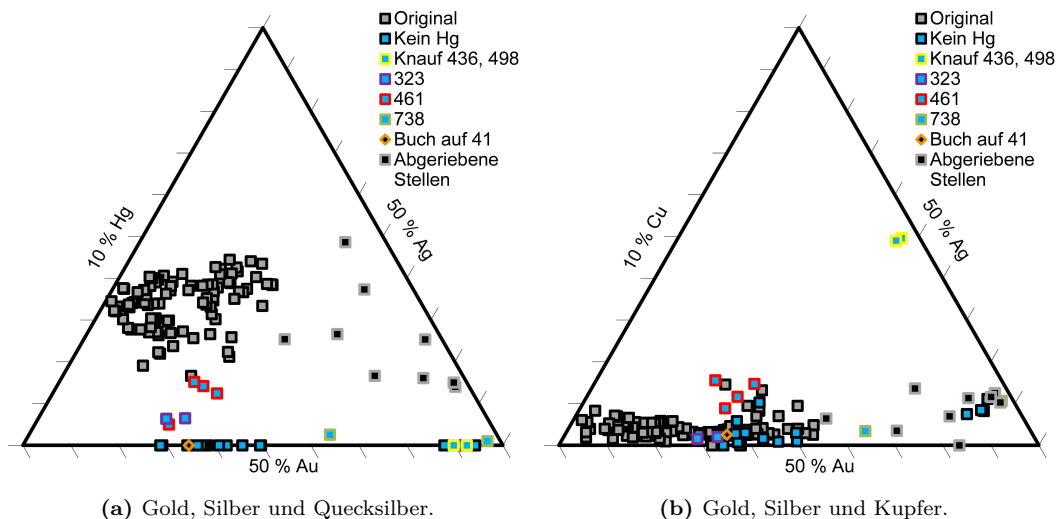 Original
Kein Hg
Knauf 436, 498
323
461
738
Buch auf 41
Abgeriebene
Stellen
10 % Hg
50 % Ag
50 % Au
(a) Gold, Silber und Quecksilber.
Original
Kein Hg
Knauf 436, 498
323
461
738
Buch auf 41
Abgeriebene
Stellen
10 % Cu
50 % Ag
50 % Au
(b) Gold, Silber und Kupfer.